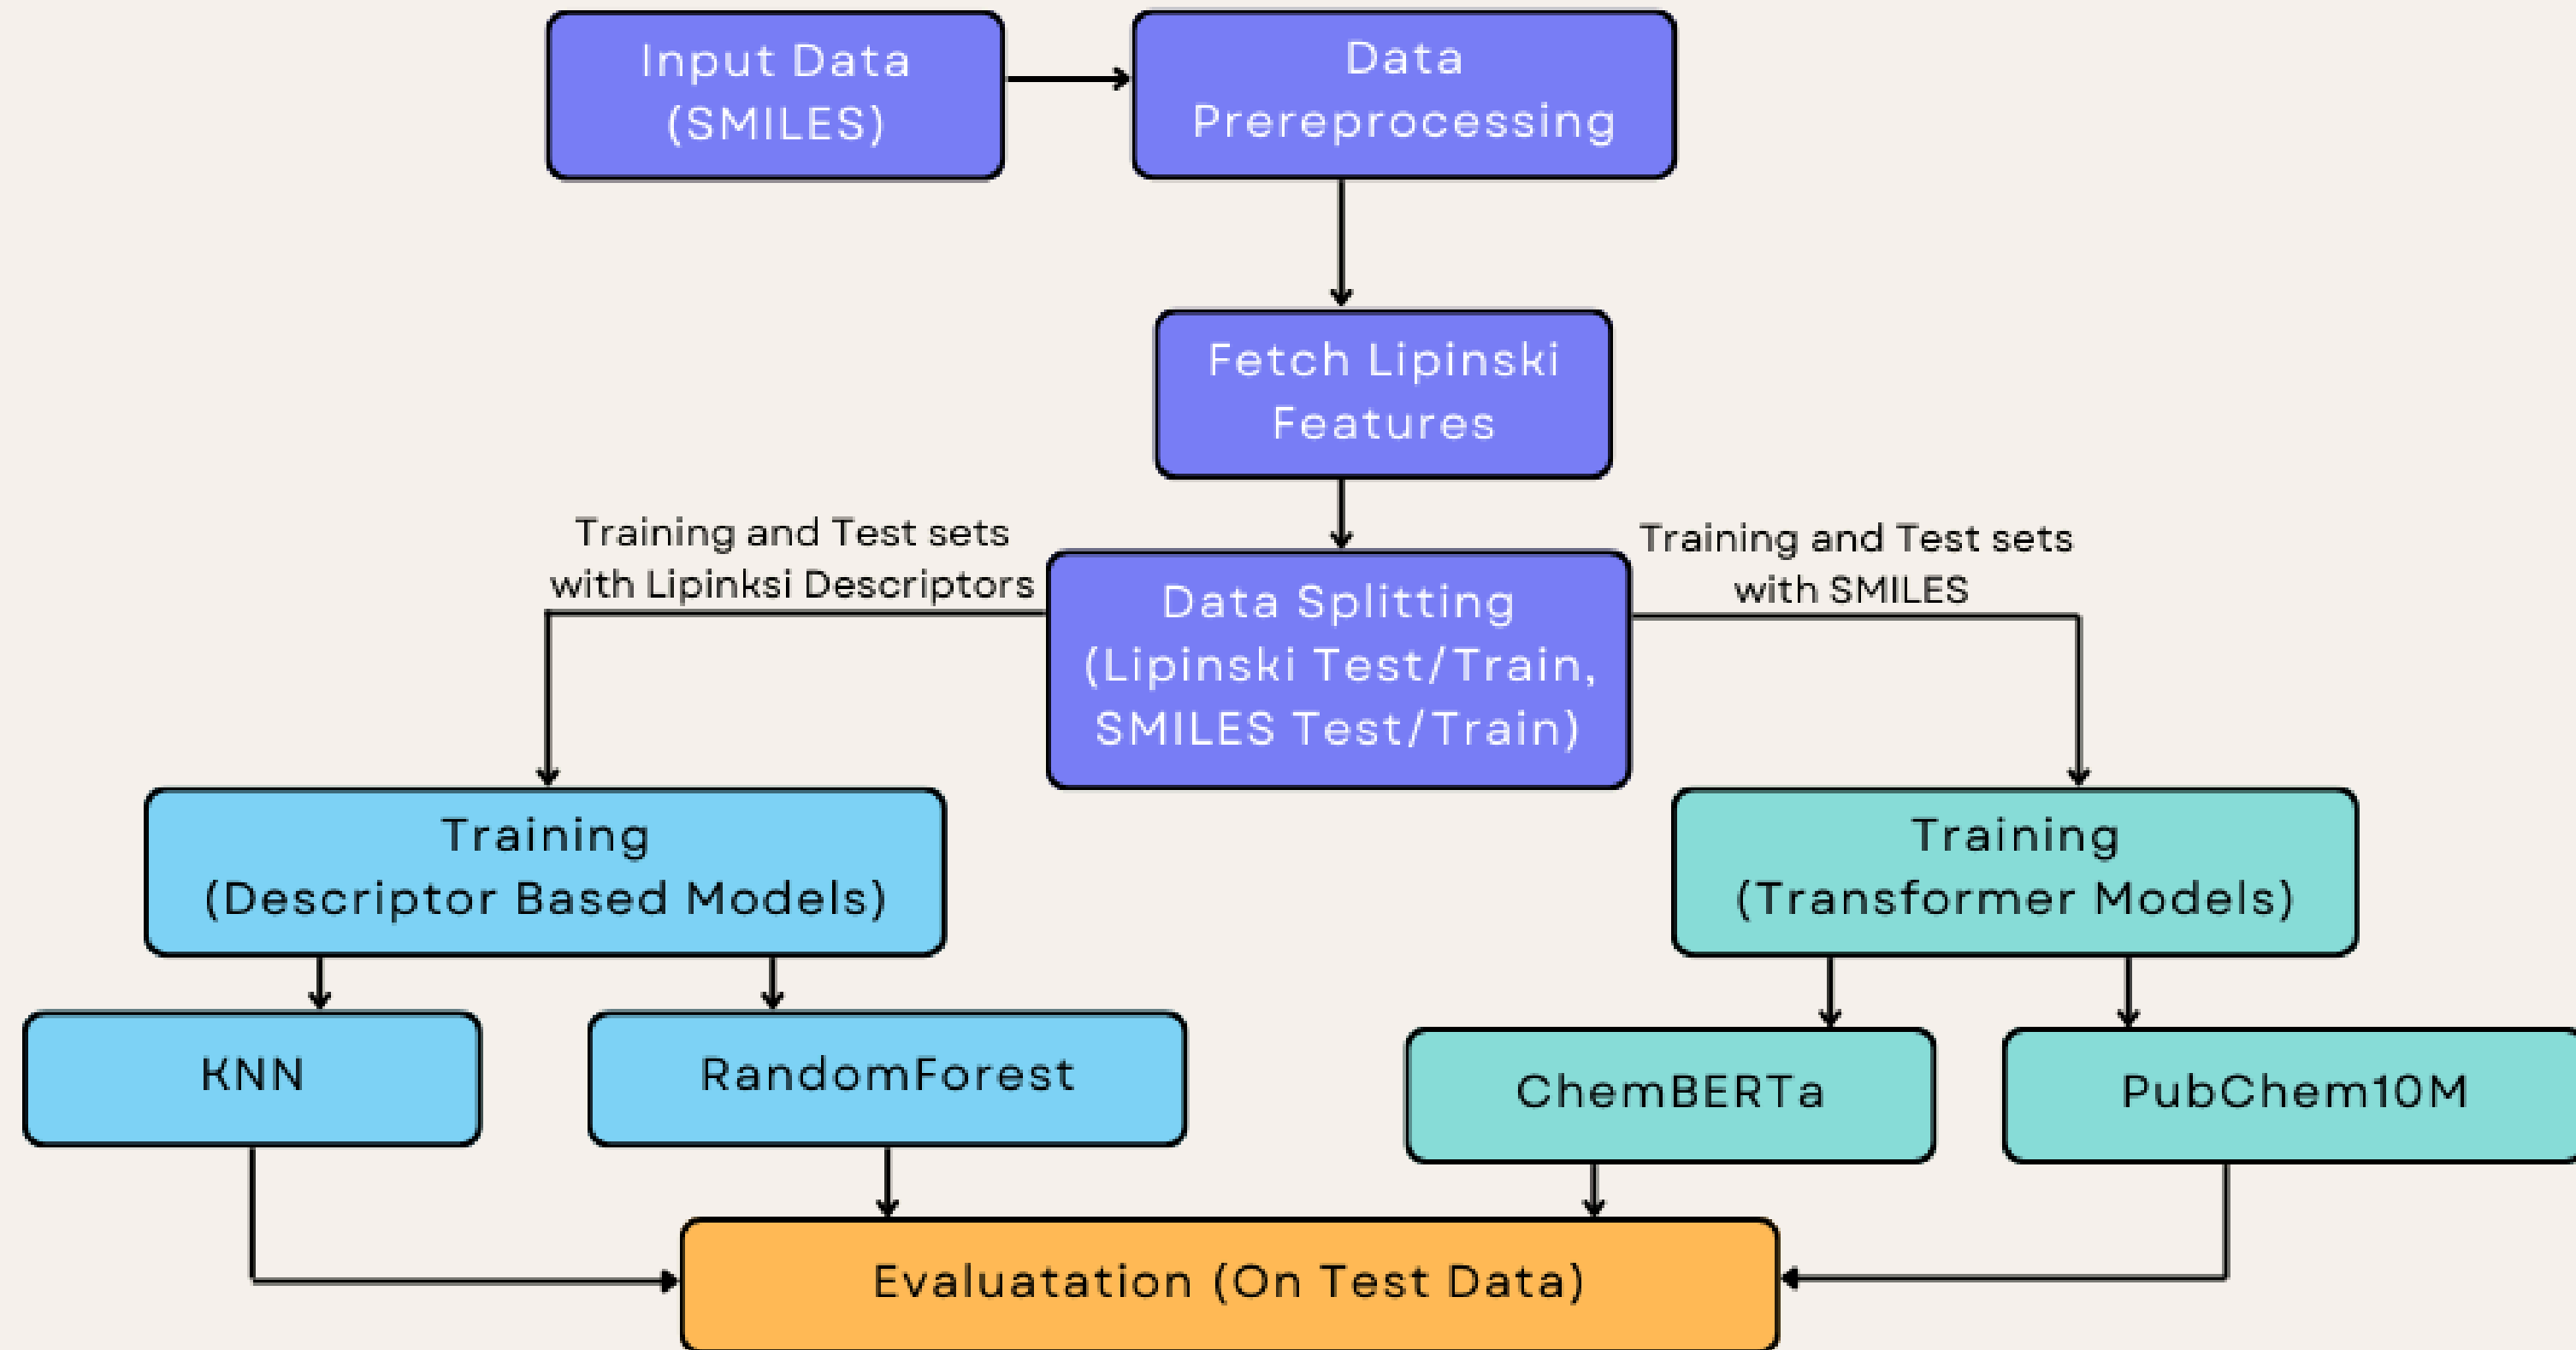 Input Data
(SMILES)
Data
Prereprocessing
Fetch Lipinski
Features
Training and Test sets
with Lipinksi Descriptors
Training and Test sets
with SMILES
Data Splitting
(Lipinski Test/Train,
SMILES Test/Train)
Training
(Descriptor Based Models)
Training
(Transformer Models)
KNN
RandomForest
ChemBERTa
PubChem10M
Evaluatation (On Test Data)